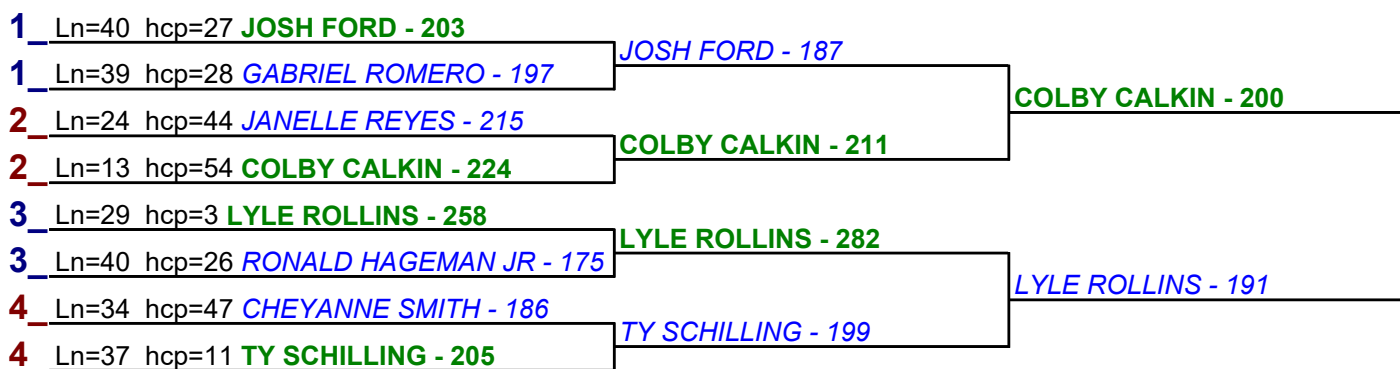 1_ Ln=40 hcp=27 JOSH FORD - 203
JOSH FORD - 187
1_ Ln=39 hcp=28 GABRIEL ROMERO - 197
COLBY CALKIN - 200
2_ Ln=24 hcp=44 JANELLE REYES - 215
COLBY CALKIN - 211
2_ Ln=13 hcp=54 COLBY CALKIN - 224
3_ Ln=29 hcp=3 LYLE ROLLINS - 258
LYLE ROLLINS - 282
3_ Ln=40 hcp=26 RONALD HAGEMAN JR - 175
LYLE ROLLINS - 191
4_ Ln=34 hcp=47 CHEYANNE SMITH - 186
TY SCHILLING - 199
4 Ln=37 hcp=11 TY SCHILLING - 205